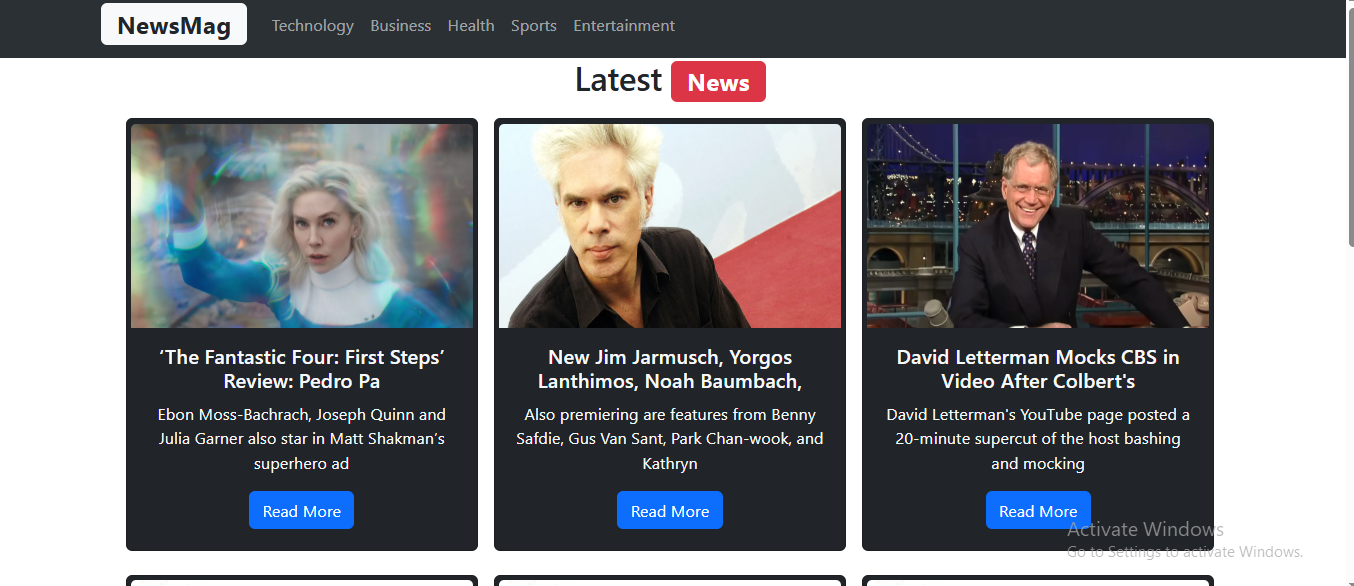 NewsMag Technology Business Health Sports Entertainment
Latest News
‘The Fantastic Four: First Steps’
Review: Pedro Pa
Ebon Moss-Bachrach, Joseph Quinn and
Julia Garner also star in Matt Shakman’s
superhero ad
Read More
New Jim Jarmusch, Yorgos
Lanthimos, Noah Baumbach,
Also premiering are features from Benny
Safdie, Gus Van Sant, Park Chan-wook, and
Kathryn
Read More
David Letterman Mocks CBS in
Video After Colbert's
David Letterman's YouTube page posted a
20-minute supercut of the host bashing
and mocking
Read More
Activate Windows
Go to Settings to activate Windows.